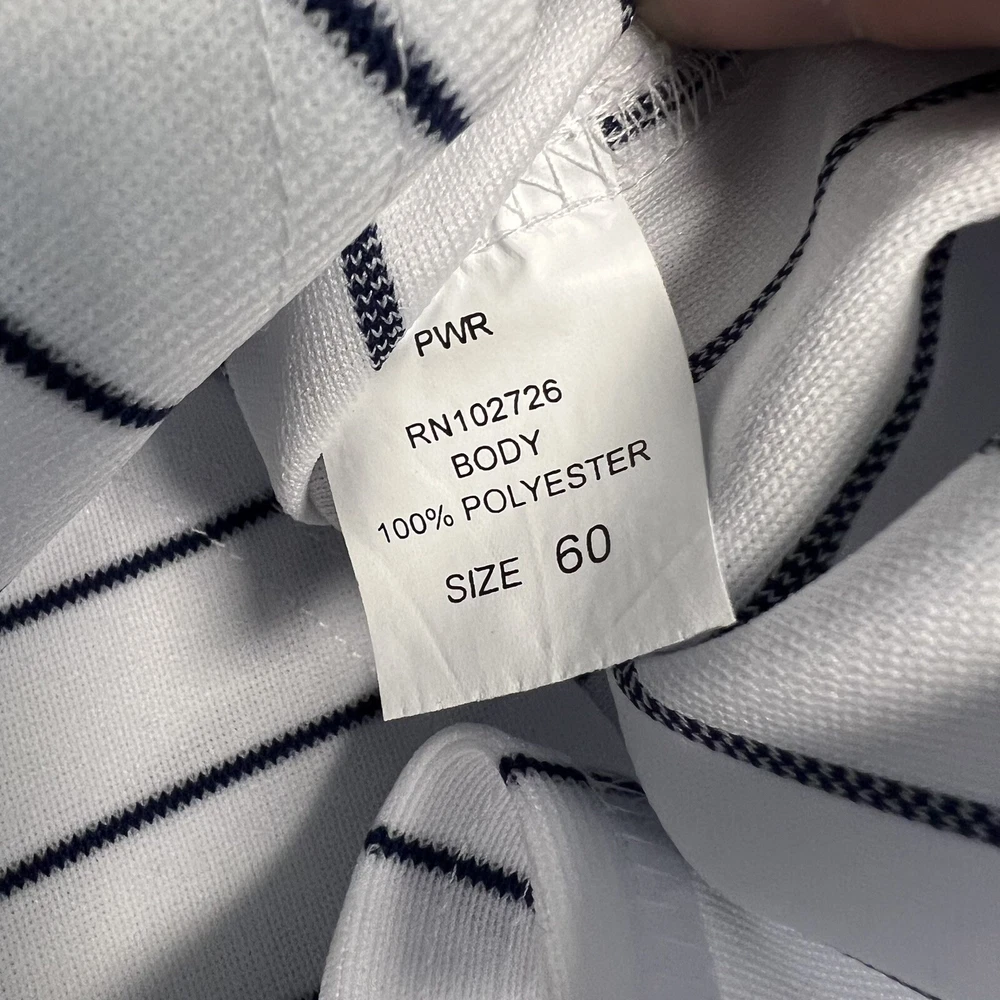 PWR
RN102726
BODY
100% POLYESTER
SIZE 60